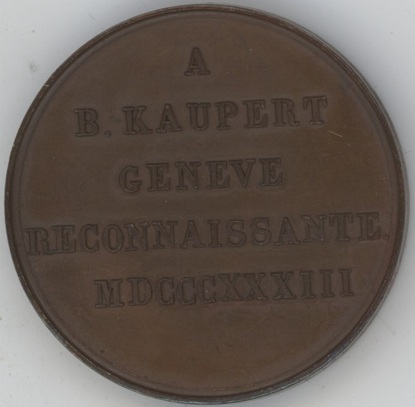 A
B. KAUPERT
GENEVE
RECONNAISSANTE.
MDCCCXXXIII